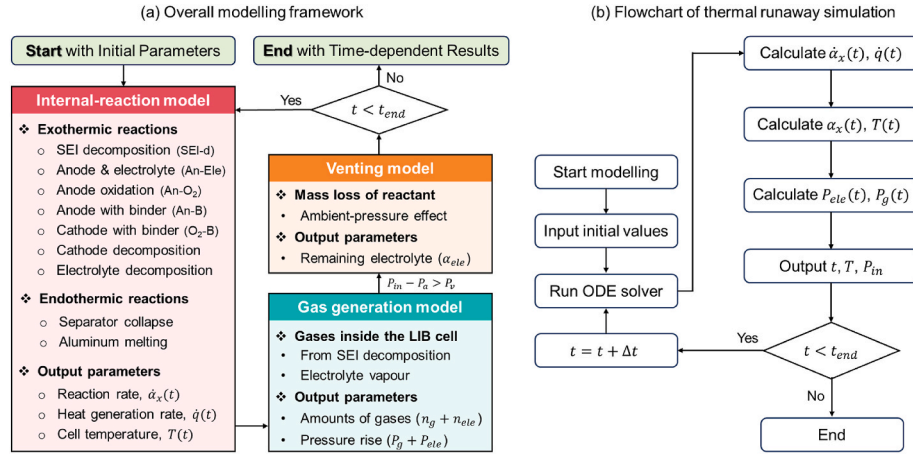 (a) Overall modelling framework
Start with Initial Parameters
End with Time-dependent Results
No
Yes
t < t_end
Internal-reaction model
❖ Exothermic reactions
○ SEI decomposition (SEI-d)
○ Anode & electrolyte (An-Ele)
○ Anode oxidation (An-O₂)
○ Anode with binder (An-B)
○ Cathode with binder (O₂-B)
○ Cathode decomposition
○ Electrolyte decomposition
❖ Endothermic reactions
○ Separator collapse
○ Aluminum melting
❖ Output parameters
○ Reaction rate, α̇_x(t)
○ Heat generation rate, q̇(t)
○ Cell temperature, T(t)
Venting model
❖ Mass loss of reactant
• Ambient-pressure effect
❖ Output parameters
• Remaining electrolyte (α_ele)
P_in − P_a > P_v
Gas generation model
❖ Gases inside the LIB cell
• From SEI decomposition
• Electrolyte vapour
❖ Output parameters
• Amounts of gases (n_g + n_ele)
• Pressure rise (P_g + P_ele)
(b) Flowchart of thermal runaway simulation
Start modelling
Input initial values
Run ODE solver
t = t + Δt
Calculate α̇_x(t), q̇(t)
Calculate α_x(t), T(t)
Calculate P_ele(t), P_g(t)
Output t, T, P_in
t < t_end
Yes
No
End